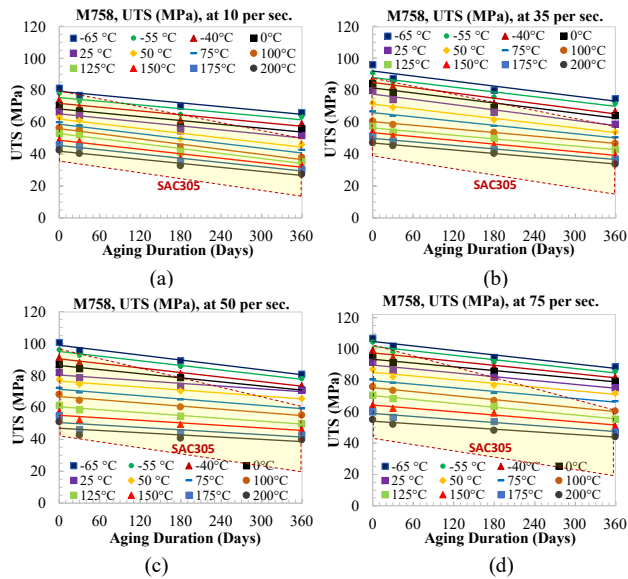 M758, UTS (MPa), at 10 per sec.
120
100
80
60
40
20
0
UTS (MPa)
-65 °C -55 °C -40°C 0°C
25 °C 50 °C 75°C 100°C
125°C 150°C 175°C 200°C
SAC305
0 60 120 180 240 300 360
Aging Duration (Days)
(a)
M758, UTS (MPa), at 35 per sec.
120
100
80
60
40
20
0
UTS (MPa)
-65 °C -55 °C -40°C 0°C
25 °C 50 °C 75°C 100°C
125°C 150°C 175°C 200°C
SAC305
0 60 120 180 240 300 360
Aging Duration (Days)
(b)
M758, UTS (MPa), at 50 per sec.
120
100
80
60
40
20
0
UTS (MPa)
SAC305
-65 °C -55 °C -40°C 0°C
25 °C 50 °C 75°C 100°C
125°C 150°C 175°C 200°C
0 60 120 180 240 300 360
Aging Duration (Days)
(c)
M758, UTS (MPa), at 75 per sec.
120
100
80
60
40
20
0
UTS (MPa)
SAC305
-65 °C -55 °C -40°C 0°C
25 °C 50 °C 75°C 100°C
125°C 150°C 175°C 200°C
0 60 120 180 240 300 360
Aging Duration (Days)
(d)